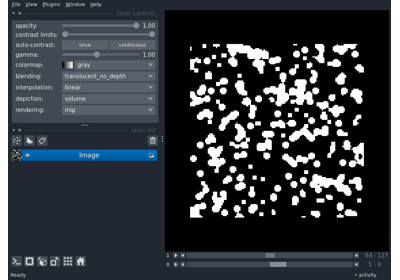 File View Plugins Window Help
layer controls
opacity: 1.00
contrast limits:
auto-contrast: once continuous
gamma: 1.00
colormap: gray
blending: translucent_no_depth
interpolation: linear
depiction: volume
rendering: mip
layer list
Image
1 64 127
0 5 9
Ready activity